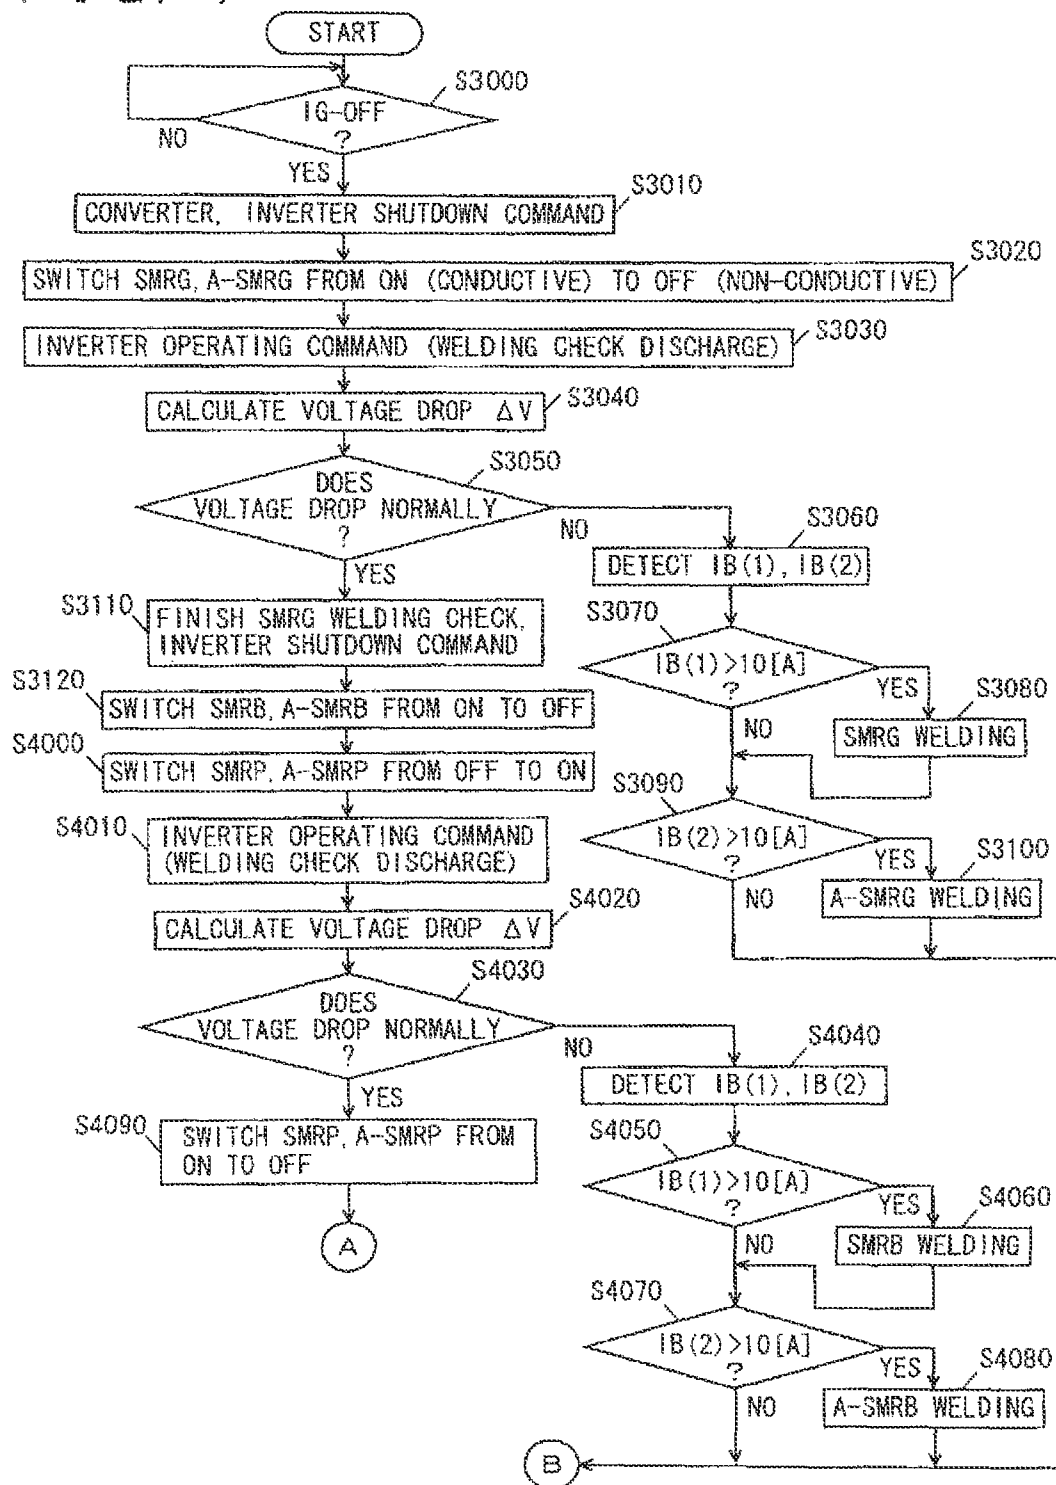 START
S3000
IG-OFF
?
NO
YES
S3010
CONVERTER, INVERTER SHUTDOWN COMMAND
S3020
SWITCH SMRG, A-SMRG FROM ON (CONDUCTIVE) TO OFF (NON-CONDUCTIVE)
S3030
INVERTER OPERATING COMMAND (WELDING CHECK DISCHARGE)
S3040
CALCULATE VOLTAGE DROP ΔV
S3050
DOES
VOLTAGE DROP NORMALLY
?
NO
YES
S3060
DETECT IB(1), IB(2)
S3070
IB(1)>10[A]
?
YES
NO
S3080
SMRG WELDING
S3090
IB(2)>10[A]
?
YES
NO
S3100
A-SMRG WELDING
S3110
FINISH SMRG WELDING CHECK,
INVERTER SHUTDOWN COMMAND
S3120
SWITCH SMRB, A-SMRB FROM ON TO OFF
S4000
SWITCH SMRP, A-SMRP FROM OFF TO ON
S4010
INVERTER OPERATING COMMAND
(WELDING CHECK DISCHARGE)
S4020
CALCULATE VOLTAGE DROP ΔV
S4030
DOES
VOLTAGE DROP NORMALLY
?
NO
YES
S4040
DETECT IB(1), IB(2)
S4050
IB(1)>10[A]
?
YES
NO
S4060
SMRB WELDING
S4070
IB(2)>10[A]
?
YES
NO
S4080
A-SMRB WELDING
S4090
SWITCH SMRP, A-SMRP FROM
ON TO OFF
A
B